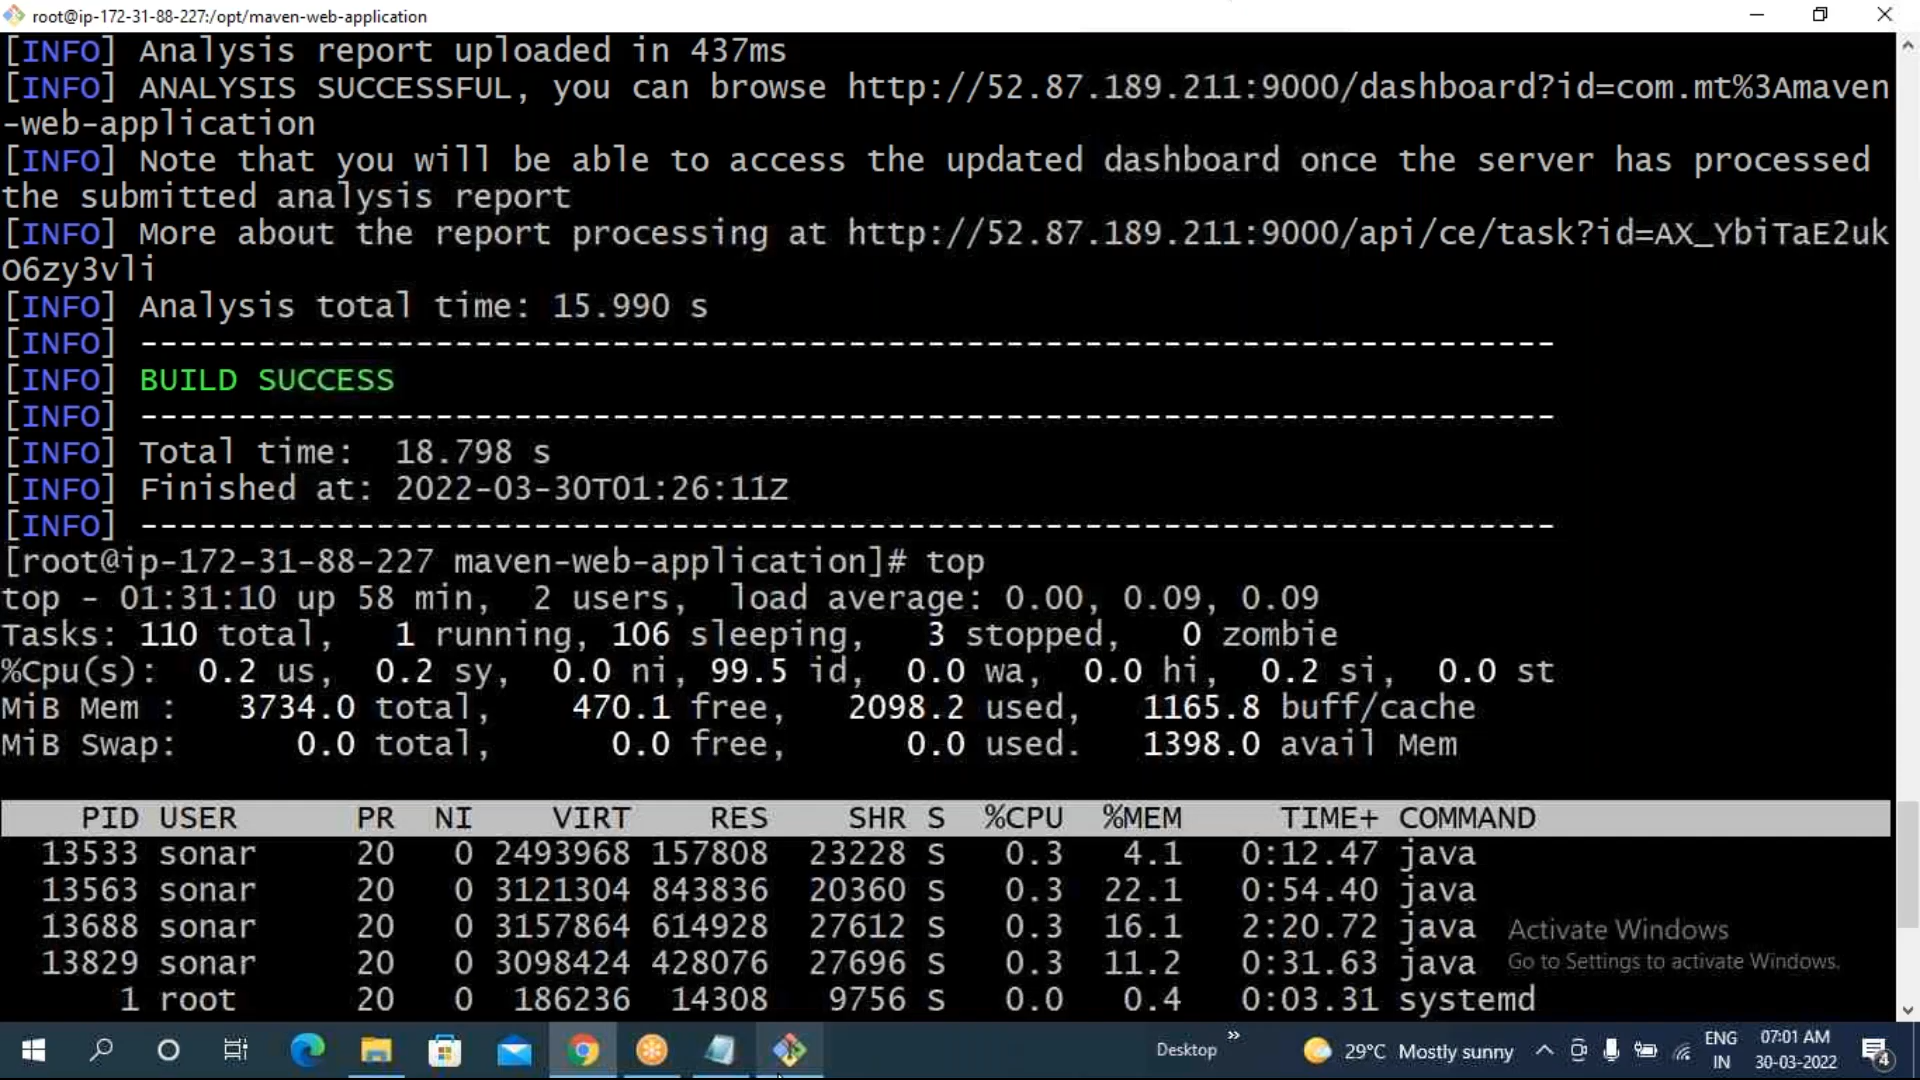 root@ip-172-31-88-227:/opt/maven-web-application
[INFO] Analysis report uploaded in 437ms
[INFO] ANALYSIS SUCCESSFUL, you can browse http://52.87.189.211:9000/dashboard?id=com.mt%3Amaven
-web-application
[INFO] Note that you will be able to access the updated dashboard once the server has processed
the submitted analysis report
[INFO] More about the report processing at http://52.87.189.211:9000/api/ce/task?id=AX_YbiTaE2uk
O6zy3vli
[INFO] Analysis total time: 15.990 s
[INFO] ------------------------------------------------------------------------
[INFO] BUILD SUCCESS
[INFO] ------------------------------------------------------------------------
[INFO] Total time:  18.798 s
[INFO] Finished at: 2022-03-30T01:26:11Z
[INFO] ------------------------------------------------------------------------
[root@ip-172-31-88-227 maven-web-application]# top
top - 01:31:10 up 58 min,  2 users,  load average: 0.00, 0.09, 0.09
Tasks: 110 total,   1 running, 106 sleeping,   3 stopped,   0 zombie
%Cpu(s):  0.2 us,  0.2 sy,  0.0 ni, 99.5 id,  0.0 wa,  0.0 hi,  0.2 si,  0.0 st
MiB Mem :   3734.0 total,    470.1 free,   2098.2 used,   1165.8 buff/cache
MiB Swap:      0.0 total,      0.0 free,      0.0 used.   1398.0 avail Mem
PID USER      PR  NI    VIRT    RES    SHR S  %CPU  %MEM     TIME+ COMMAND
13533 sonar     20   0 2493968 157808  23228 S   0.3   4.1   0:12.47 java
13563 sonar     20   0 3121304 843836  20360 S   0.3  22.1   0:54.40 java
13688 sonar     20   0 3157864 614928  27612 S   0.3  16.1   2:20.72 java
13829 sonar     20   0 3098424 428076  27696 S   0.3  11.2   0:31.63 java
1 root      20   0  186236  14308   9756 S   0.0   0.4   0:03.31 systemd
Activate Windows
Go to Settings to activate Windows.
Desktop
29°C Mostly sunny
ENG
IN
07:01 AM
30-03-2022
4